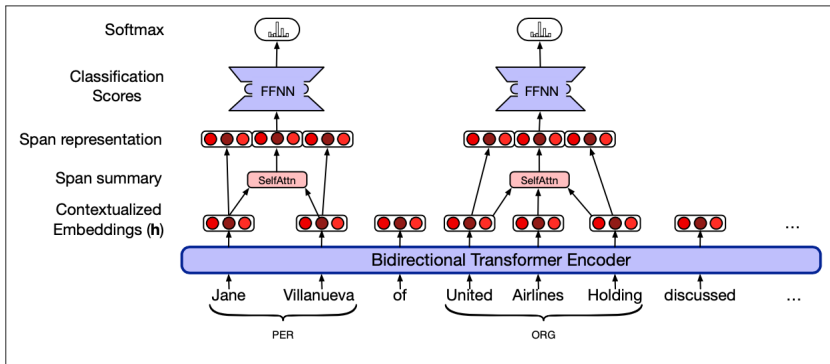 Softmax
Classification
Scores
FFNN FFNN
Span representation
Span summary SelfAttn SelfAttn
Contextualized
Embeddings (h) ...
Bidirectional Transformer Encoder
Jane Villanueva of United Airlines Holding discussed ...
PER ORG